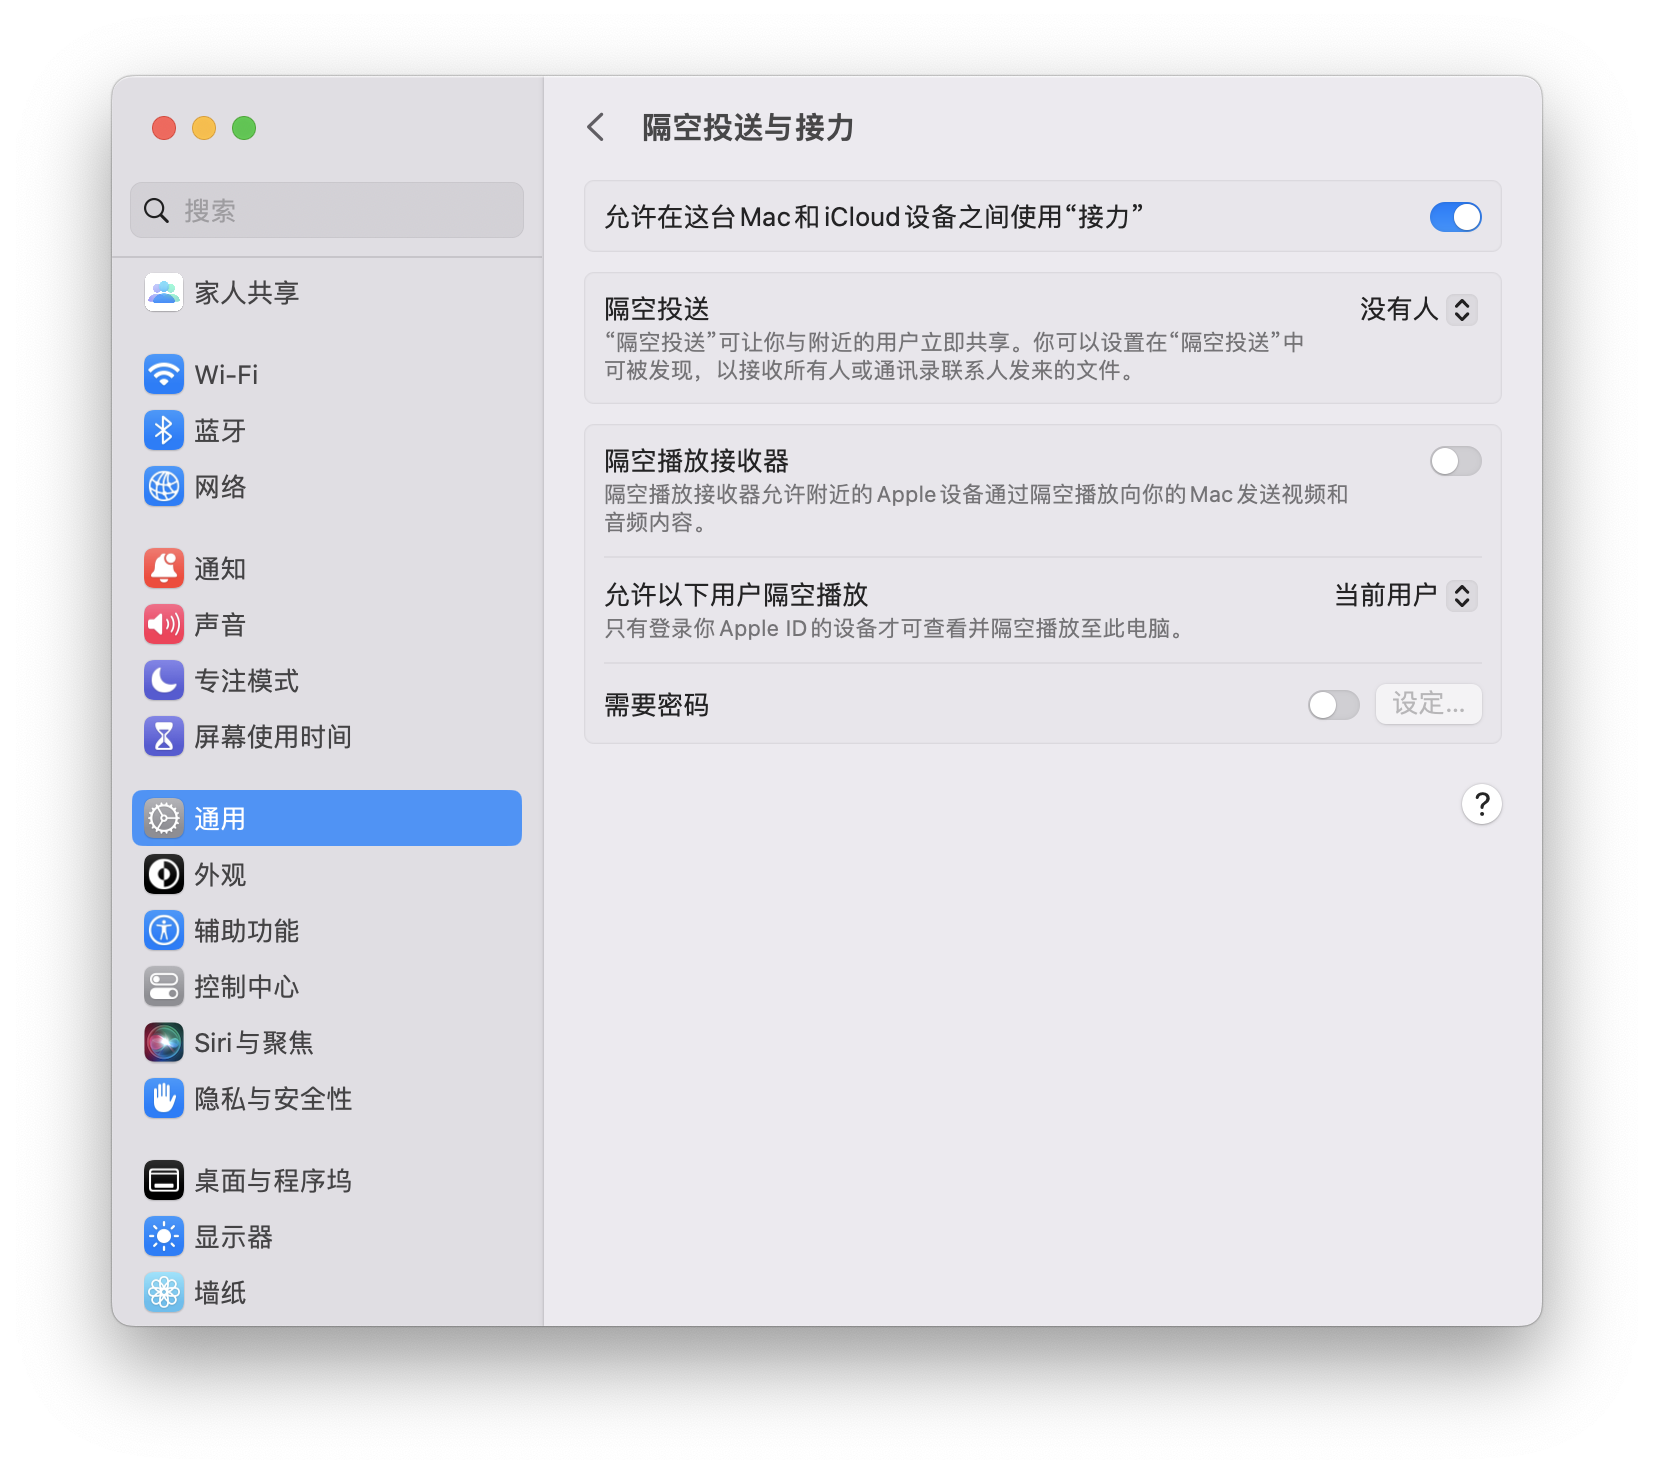 搜索
家人共享
Wi-Fi
蓝牙
网络
通知
声音
专注模式
屏幕使用时间
通用
外观
辅助功能
控制中心
Siri与聚焦
隐私与安全性
桌面与程序坞
显示器
墙纸
隔空投送与接力
允许在这台Mac和iCloud设备之间使用“接力”
隔空投送 没有人
“隔空投送”可让你与附近的用户立即共享。你可以设置在“隔空投送”中
可被发现，以接收所有人或通讯录联系人发来的文件。
隔空播放接收器
隔空播放接收器允许附近的Apple设备通过隔空播放向你的Mac发送视频和
音频内容。
允许以下用户隔空播放 当前用户
只有登录你Apple ID的设备才可查看并隔空播放至此电脑。
需要密码 设定...
?